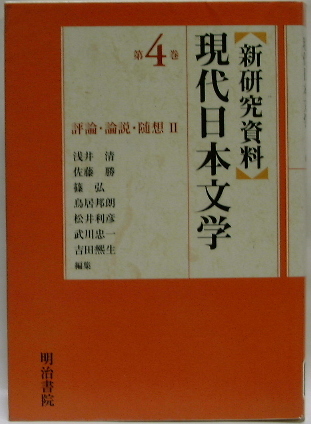 【新研究資料】
現代日本文学
第4巻
評論・論説・随想 II
浅井 清
佐藤 勝
篠 弘
鳥居邦朗
松井利彦
武川忠一
吉田凞生
編集
明治書院